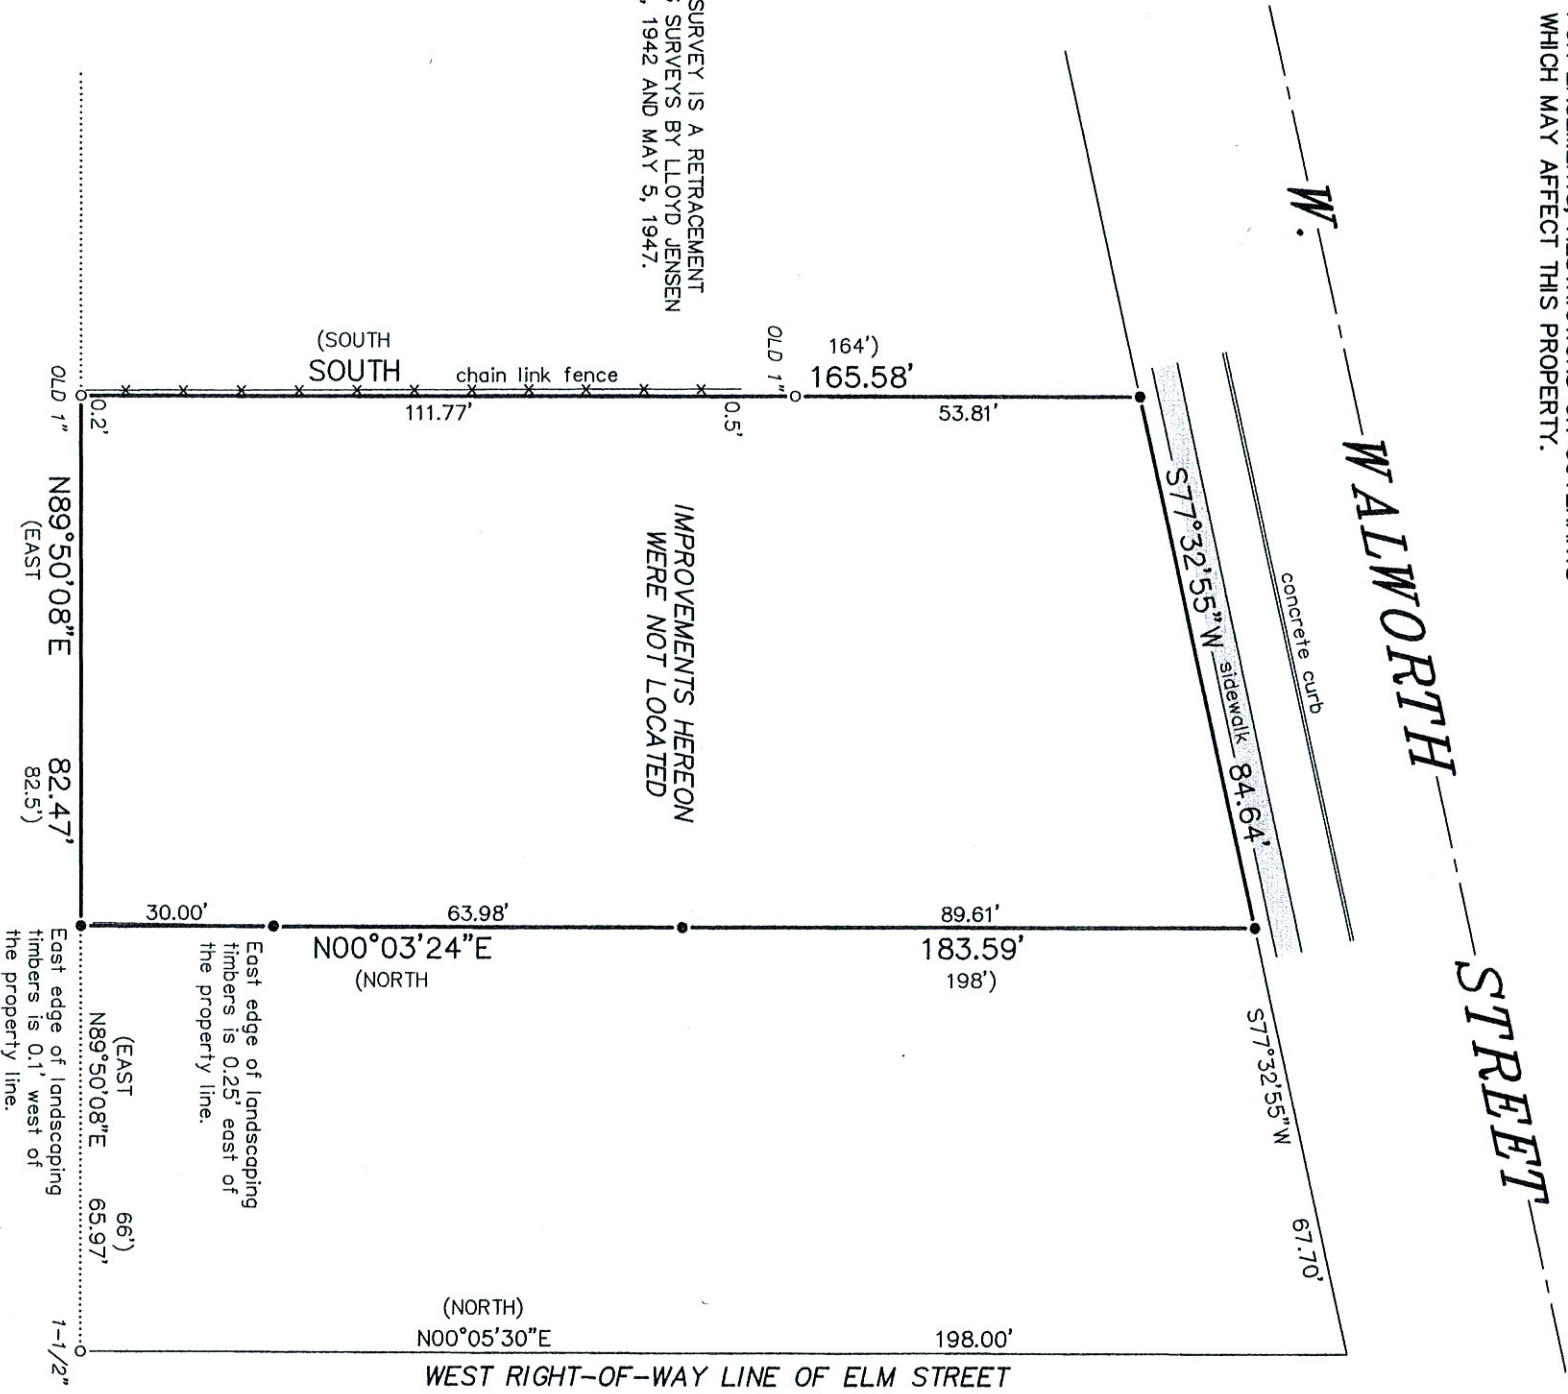 WHICH MAY AFFECT THIS PROPERTY.
W. WALWORTH STREET
SURVEY IS A RETRACEMENT
SURVEYS BY LLOYD JENSEN
, 1942 AND MAY 5, 1947.
concrete curb
S77°32'55"W sidewalk 84.64'
S77°32'55"W 67.70'
(SOUTH 164')
SOUTH 165.58'
chain link fence
OLD 1"
111.77'
0.5'
53.81'
0.2'
OLD 1"
IMPROVEMENTS HEREON
WERE NOT LOCATED
N89°50'08"E 82.47'
(EAST 82.5')
30.00'
63.98'
89.61'
N00°03'24"E 183.59'
(NORTH 198')
East edge of landscaping
timbers is 0.25' east of
the property line.
(EAST 66')
N89°50'08"E 65.97'
East edge of landscaping
timbers is 0.1' west of
the property line.
1-1/2"
(NORTH)
N00°05'30"E 198.00'
WEST RIGHT-OF-WAY LINE OF ELM STREET